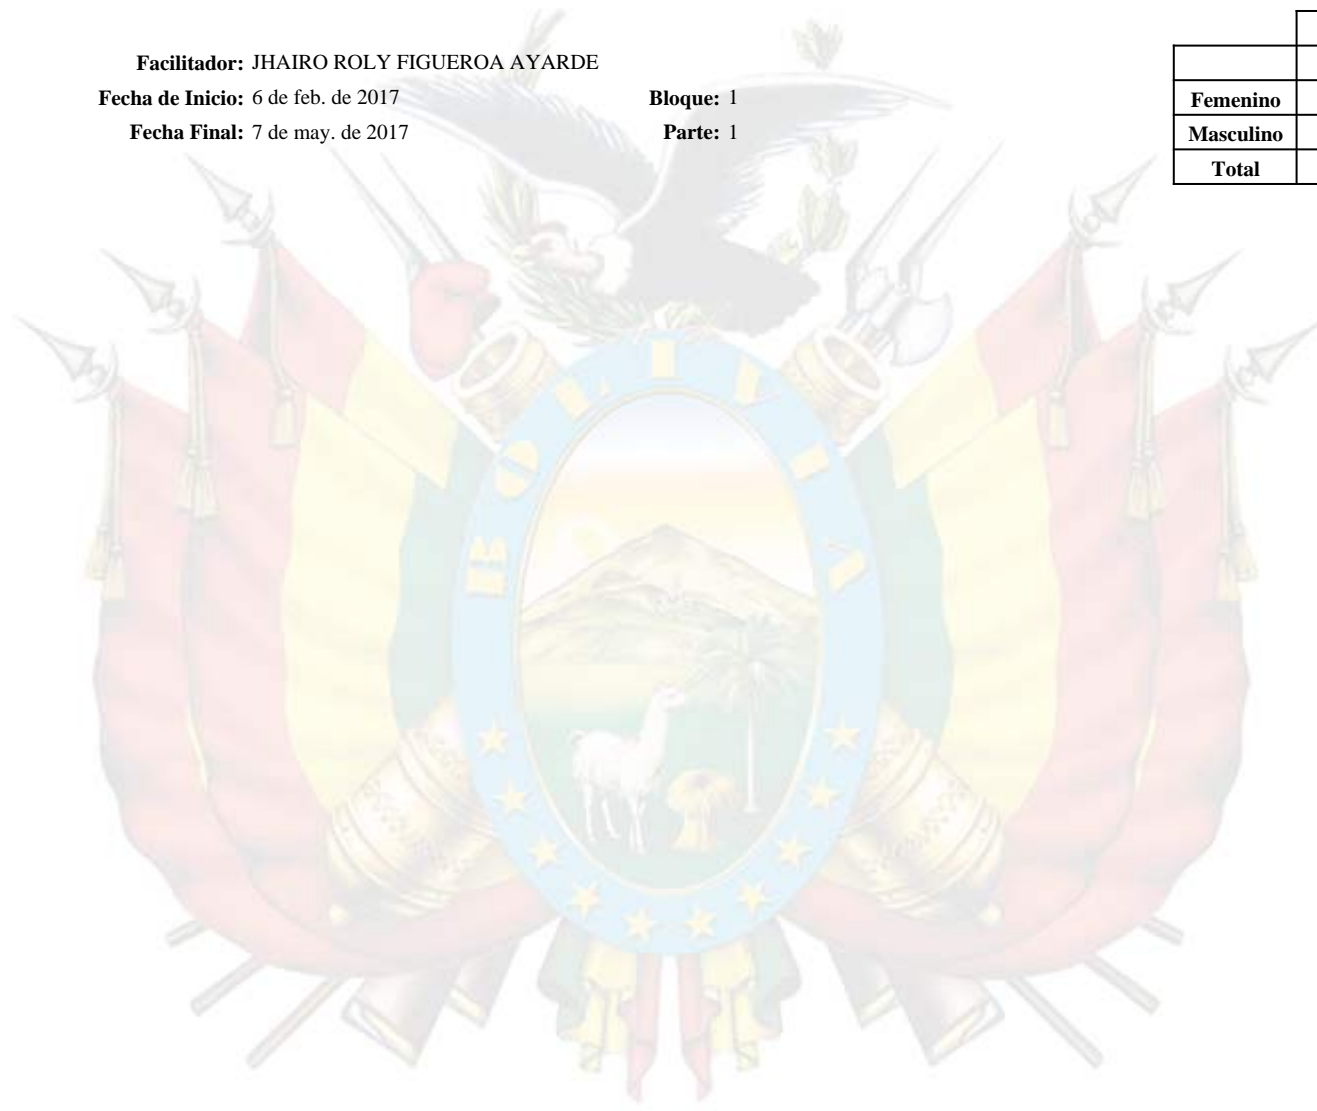 Facilitador: JHAIRO ROLY FIGUEROA AYARDE
Fecha de Inicio: 6 de feb. de 2017 Bloque: 1
Fecha Final: 7 de may. de 2017 Parte: 1
Femenino
Masculino
Total
BOLIVIA